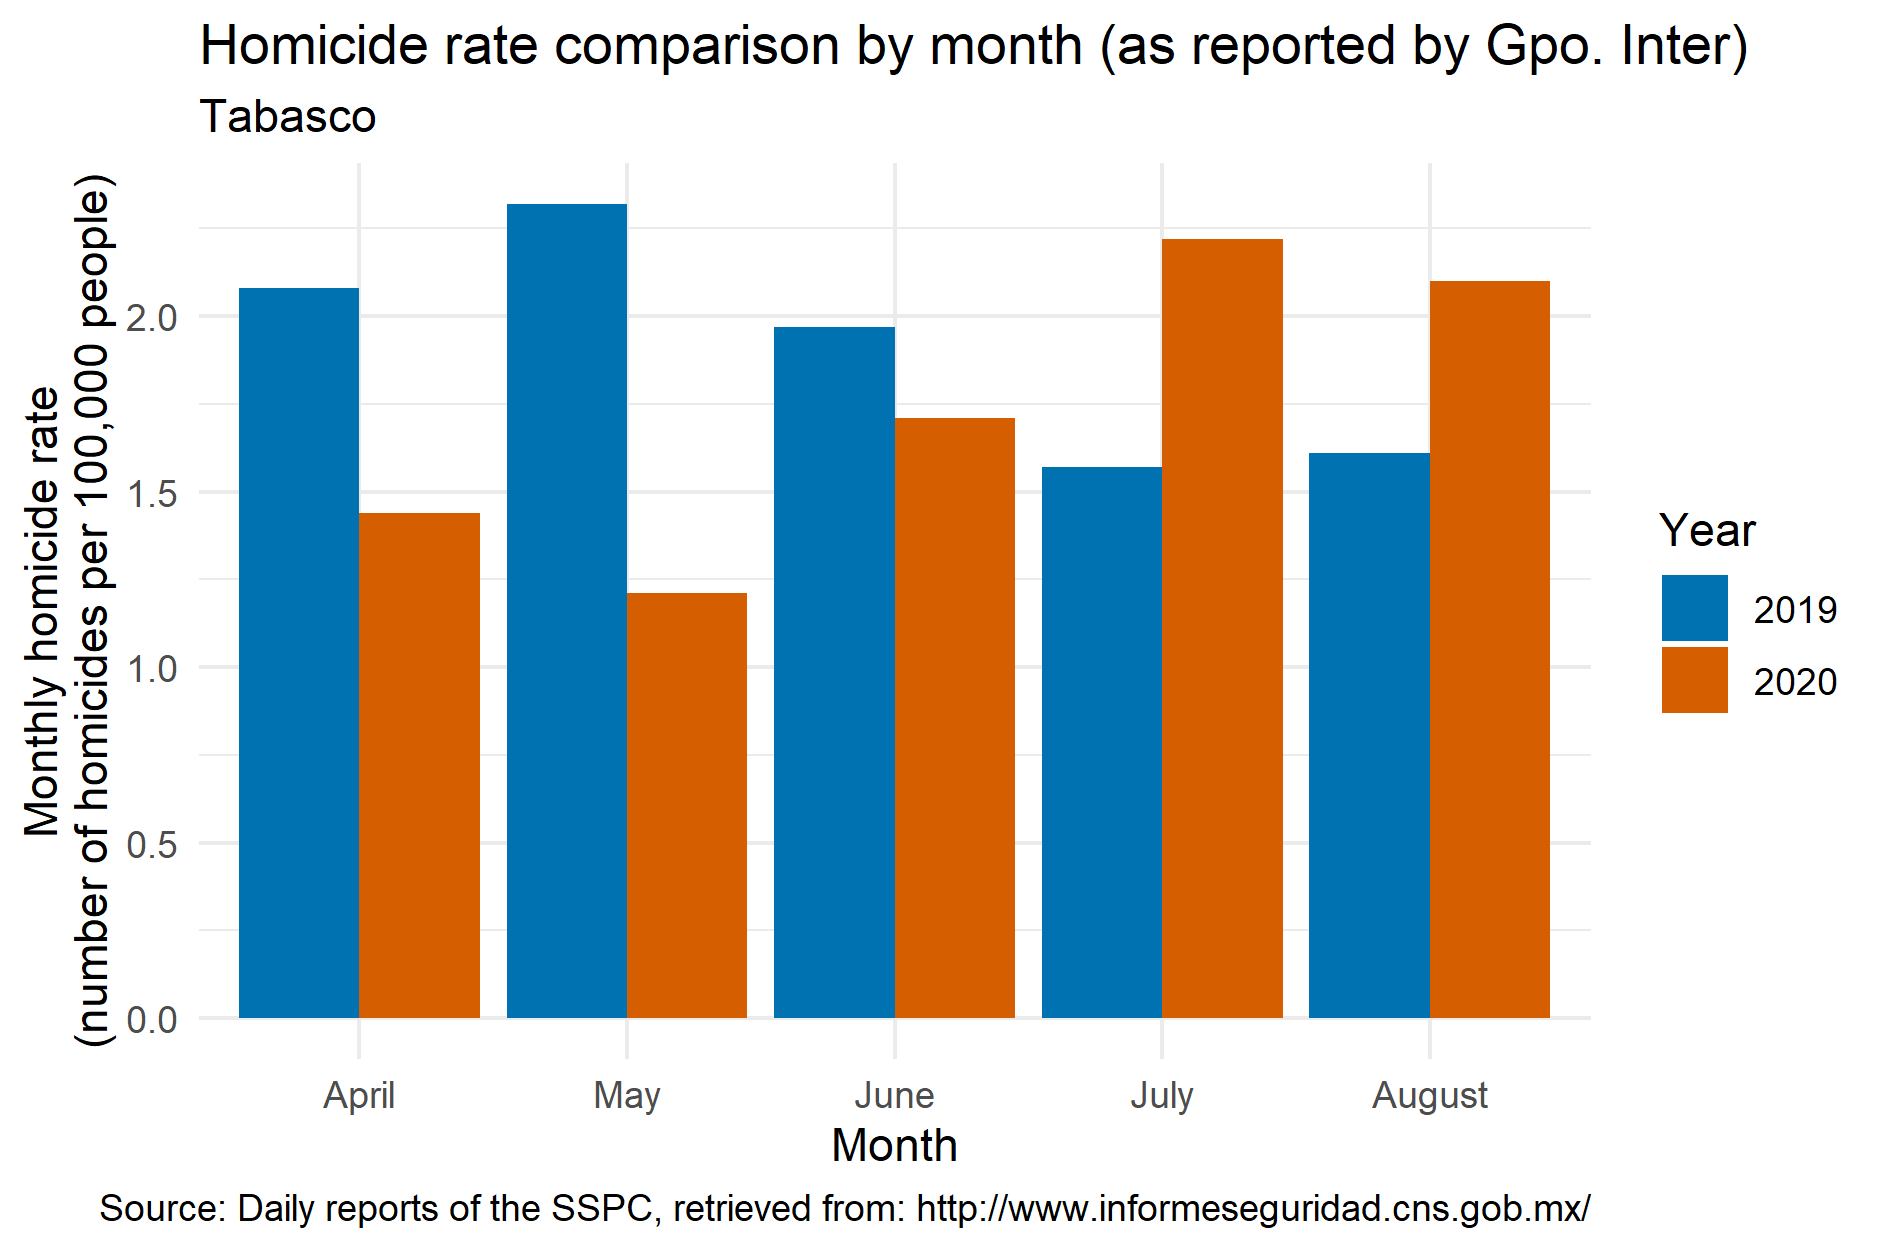 Homicide rate comparison by month (as reported by Gpo. Inter)
Tabasco
Monthly homicide rate
(number of homicides per 100,000 people)
2.0
1.5
1.0
0.5
0.0
April May June July August
Month
Year
2019
2020
Source: Daily reports of the SSPC, retrieved from: http://www.informeseguridad.cns.gob.mx/